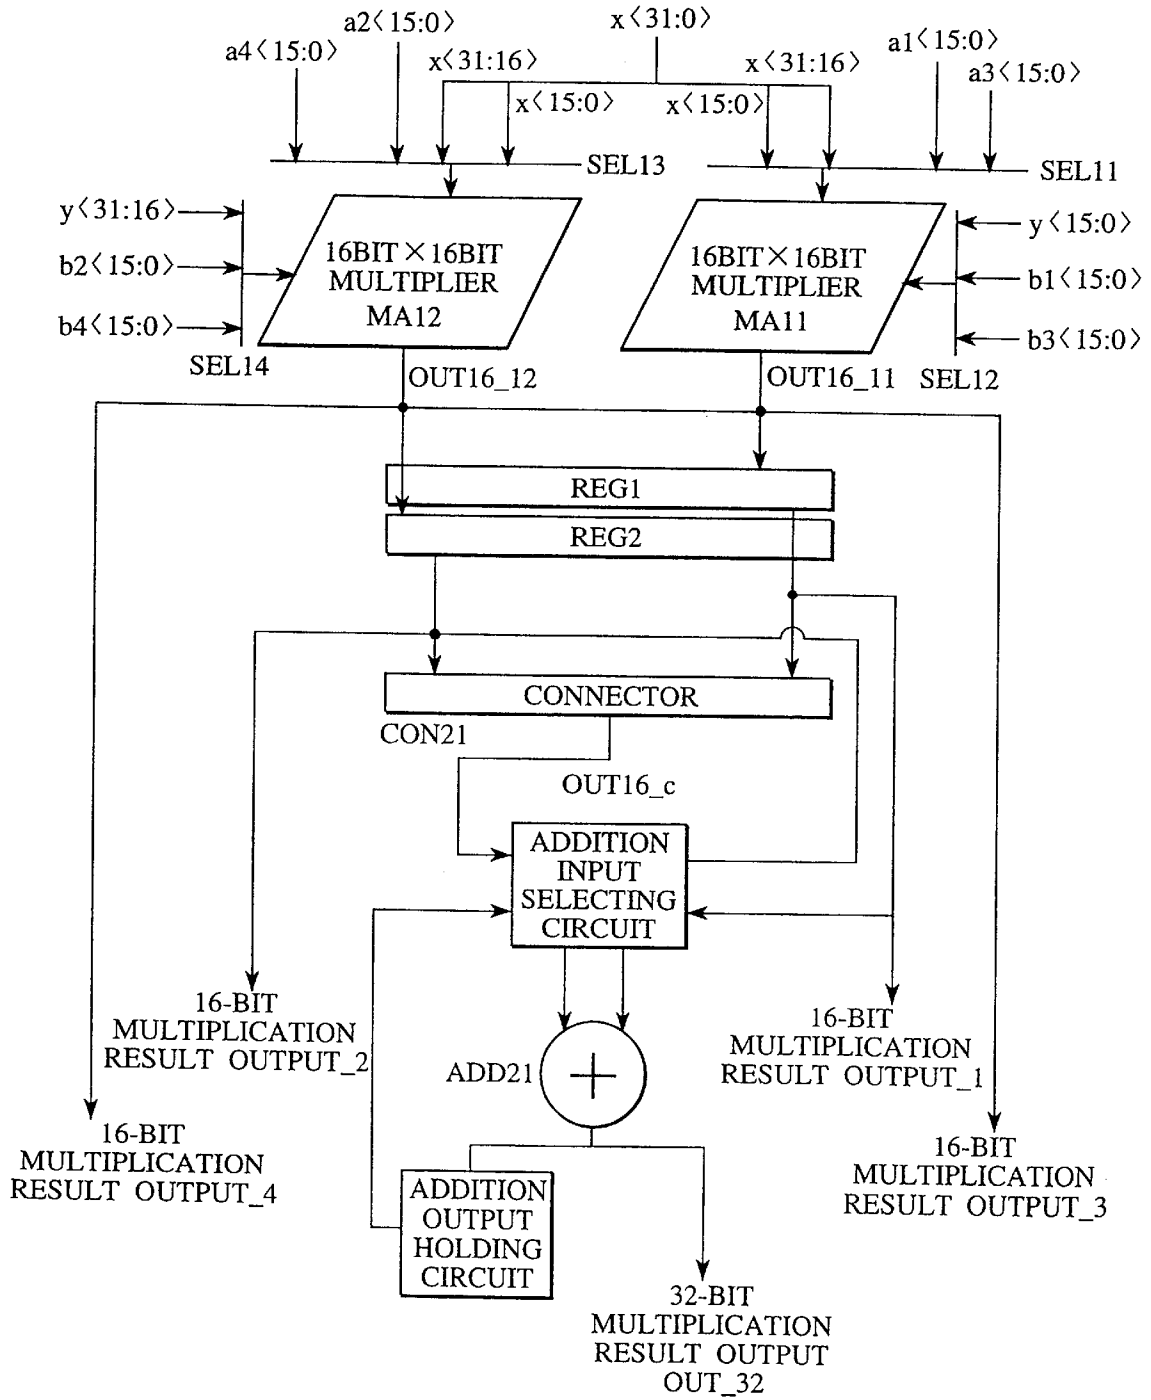 x〈31:0〉
a2〈15:0〉
a4〈15:0〉
x〈31:16〉
x〈31:16〉
a1〈15:0〉
a3〈15:0〉
x〈15:0〉
x〈15:0〉
SEL13
SEL11
y〈31:16〉
b2〈15:0〉
b4〈15:0〉
SEL14
16BIT×16BIT
MULTIPLIER
MA12
16BIT×16BIT
MULTIPLIER
MA11
y〈15:0〉
b1〈15:0〉
b3〈15:0〉
SEL12
OUT16_12
OUT16_11
REG1
REG2
CONNECTOR
CON21
OUT16_c
ADDITION
INPUT
SELECTING
CIRCUIT
16-BIT
MULTIPLICATION
RESULT OUTPUT_2
16-BIT
MULTIPLICATION
RESULT OUTPUT_1
ADD21
+
16-BIT
MULTIPLICATION
RESULT OUTPUT_4
16-BIT
MULTIPLICATION
RESULT OUTPUT_3
ADDITION
OUTPUT
HOLDING
CIRCUIT
32-BIT
MULTIPLICATION
RESULT OUTPUT
OUT_32